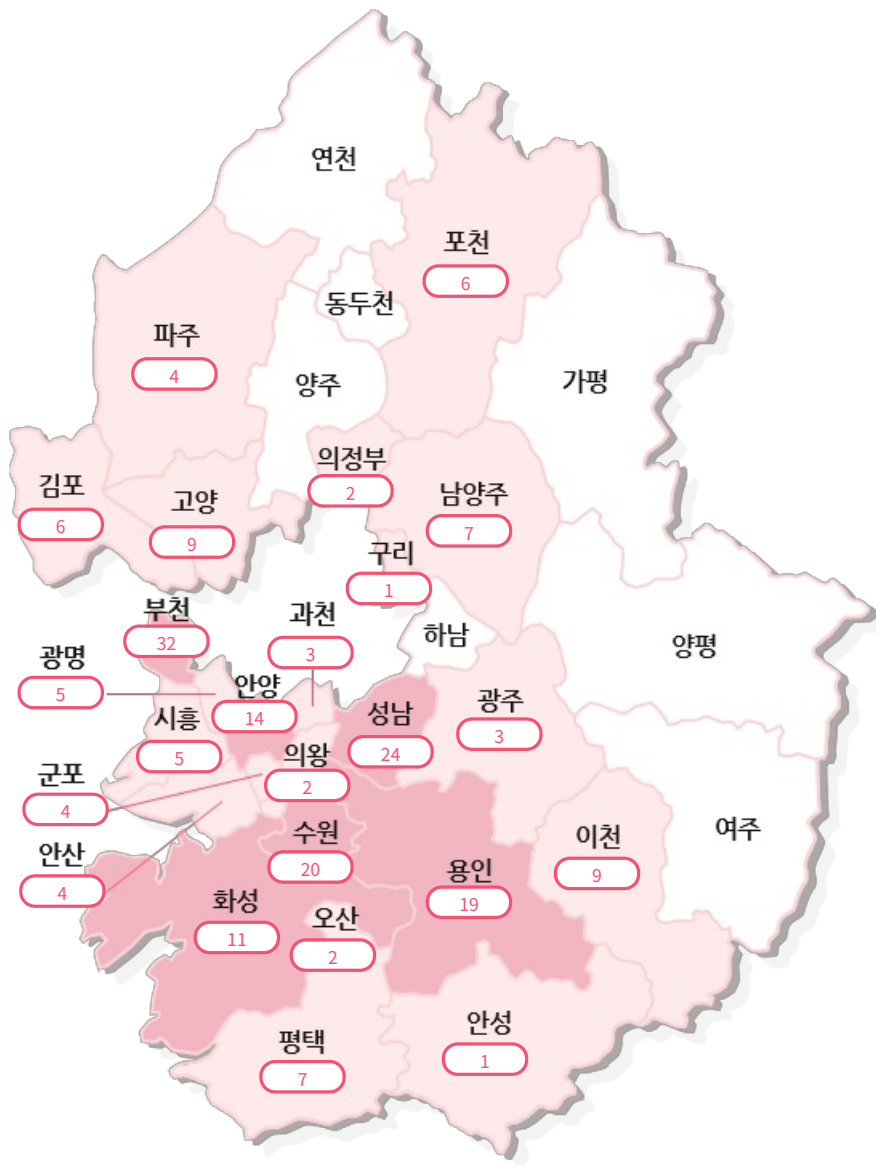 연천
포천
6
동두천
파주
4
양주
가평
의정부
2
김포
6
고양
9
남양주
7
구리
1
부천
32
과천
3
하남
양평
광명
5
안양
14
시흥
5
성남
24
광주
3
의왕
2
군포
4
수원
20
이천
9
여주
안산
4
용인
19
화성
11
오산
2
안성
1
평택
7